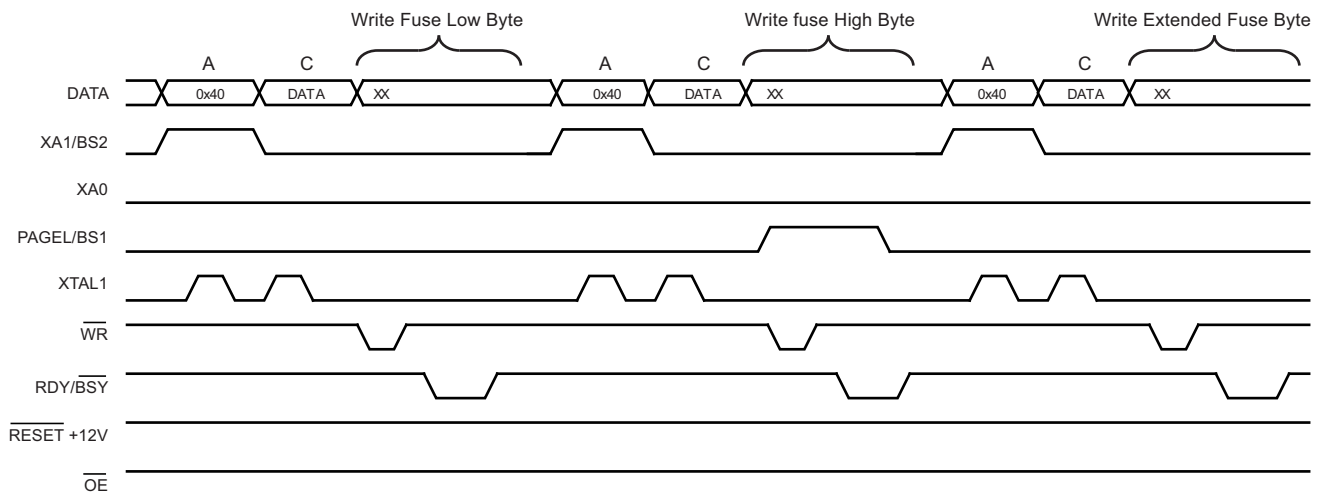 Write Fuse Low Byte Write fuse High Byte Write Extended Fuse Byte
A C A C A C
DATA 0x40 DATA XX 0x40 DATA XX 0x40 DATA XX
XA1/BS2
XA0
PAGEL/BS1
XTAL1
WR
RDY/BSY
RESET +12V
OE